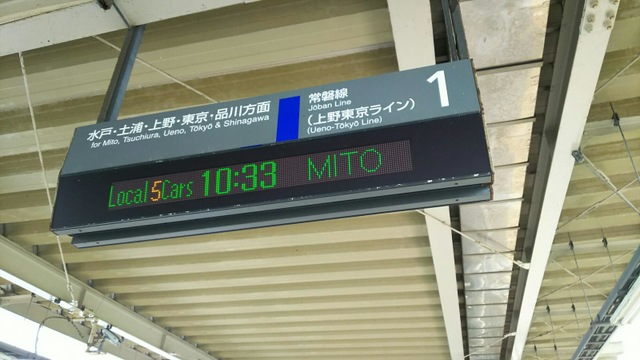 水戸・土浦・上野・東京・品川方面
for Mito, Tsuchiura, Ueno, Tōkyō & Shinagawa
常磐線
Jōban Line
(上野東京ライン)
(Ueno-Tōkyō Line)
1
Local 5Cars 10:33 MITO